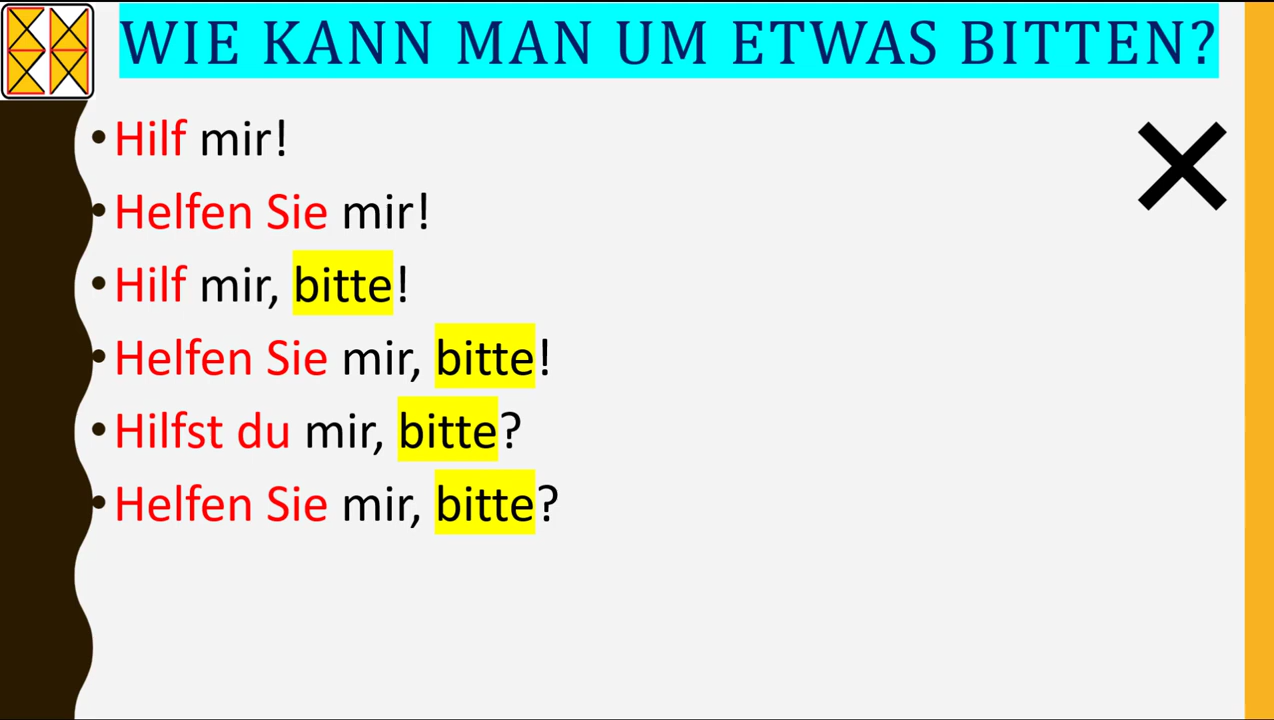 WIE KANN MAN UM ETWAS BITTEN?
• Hilf mir!
• Helfen Sie mir!
• Hilf mir, bitte!
• Helfen Sie mir, bitte!
• Hilfst du mir, bitte?
• Helfen Sie mir, bitte?